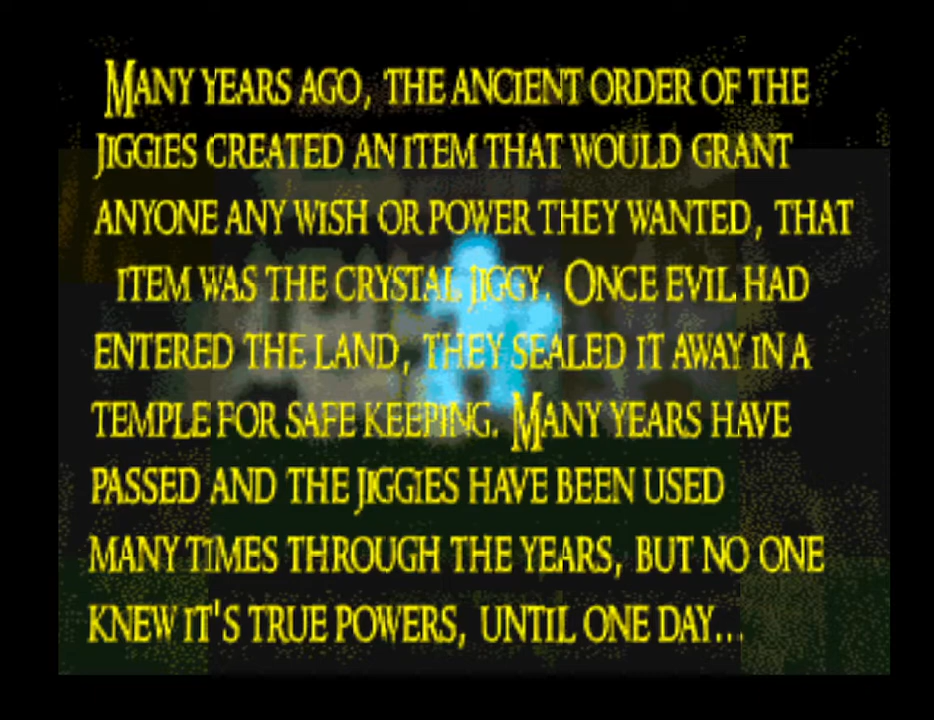 Many years ago, the ancient order of the
Jiggies created an item that would grant
anyone any wish or power they wanted, that
item was the Crystal Jiggy. Once evil had
entered the land, they sealed it away in a
temple for safe keeping. Many years have
passed and the Jiggies have been used
many times through the years, but no one
knew it's true powers, until one day...